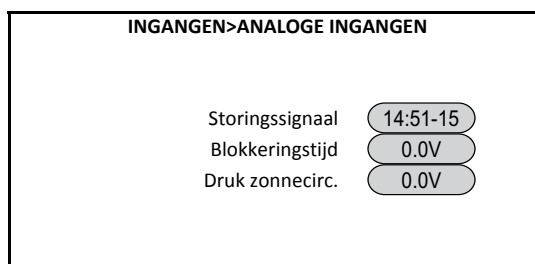 INGANGEN>ANALOGE INGANGEN
Storingssignaal 14:51-15
Blokkeringstijd 0.0V
Druk zonnecirc. 0.0V